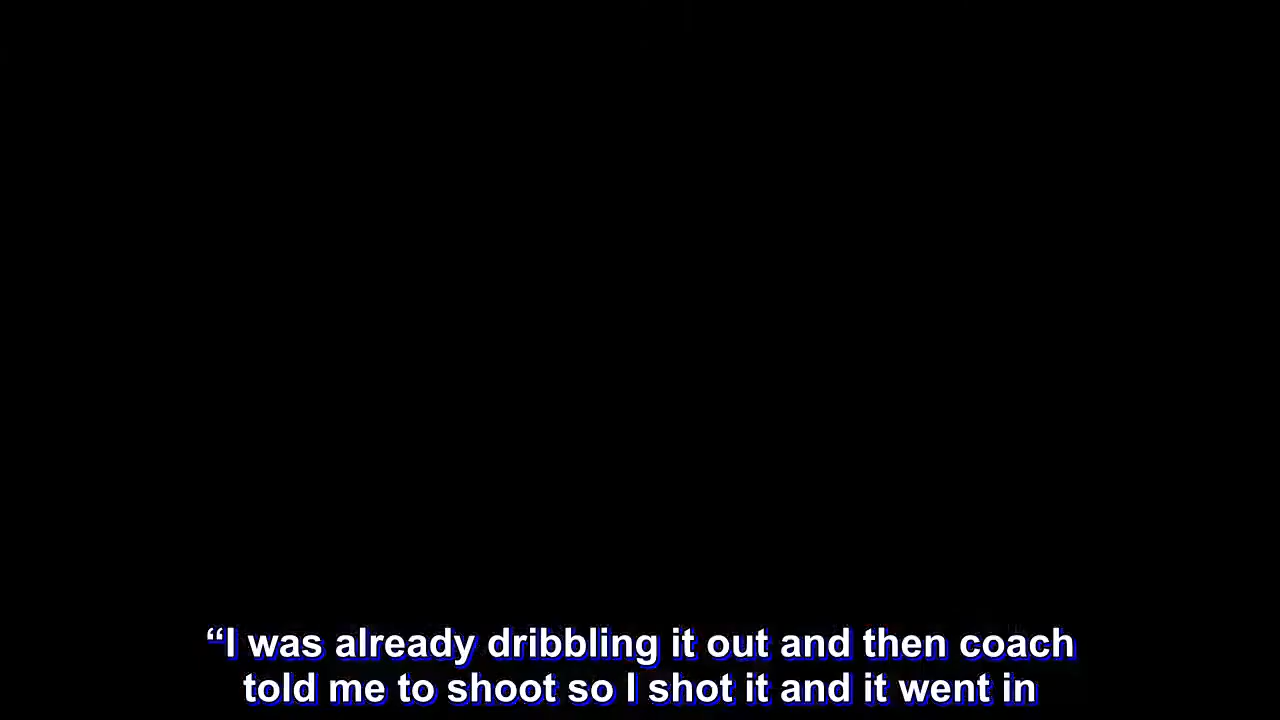 “I was already dribbling it out and then coach
told me to shoot so I shot it and it went in